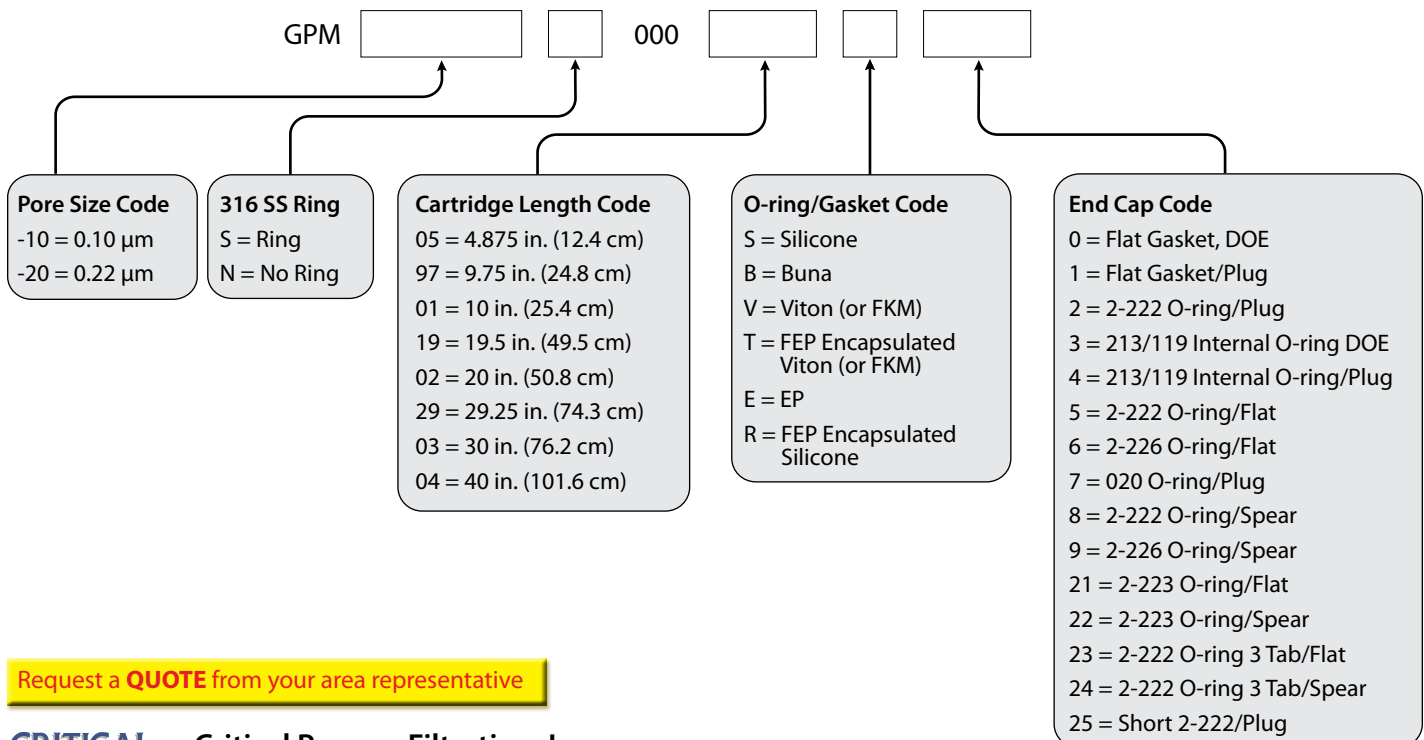 GPM 000
Pore Size Code
-10 = 0.10 µm
-20 = 0.22 µm
316 SS Ring
S = Ring
N = No Ring
Cartridge Length Code
05 = 4.875 in. (12.4 cm)
97 = 9.75 in. (24.8 cm)
01 = 10 in. (25.4 cm)
19 = 19.5 in. (49.5 cm)
02 = 20 in. (50.8 cm)
29 = 29.25 in. (74.3 cm)
03 = 30 in. (76.2 cm)
04 = 40 in. (101.6 cm)
O-ring/Gasket Code
S = Silicone
B = Buna
V = Viton (or FKM)
T = FEP Encapsulated
Viton (or FKM)
E = EP
R = FEP Encapsulated
Silicone
End Cap Code
0 = Flat Gasket, DOE
1 = Flat Gasket/Plug
2 = 2-222 O-ring/Plug
3 = 213/119 Internal O-ring DOE
4 = 213/119 Internal O-ring/Plug
5 = 2-222 O-ring/Flat
6 = 2-226 O-ring/Flat
7 = 020 O-ring/Plug
8 = 2-222 O-ring/Spear
9 = 2-226 O-ring/Spear
21 = 2-223 O-ring/Flat
22 = 2-223 O-ring/Spear
23 = 2-222 O-ring 3 Tab/Flat
24 = 2-222 O-ring 3 Tab/Spear
25 = Short 2-222/Plug
Request a QUOTE from your area representative